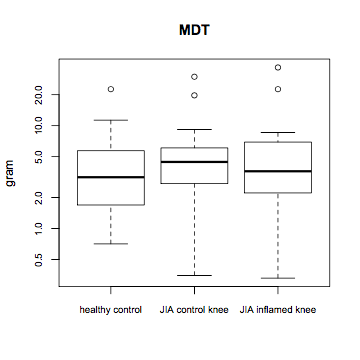 MDT
gram
20.0
10.0
5.0
2.0
1.0
0.5
healthy control
JIA control knee
JIA inflamed knee